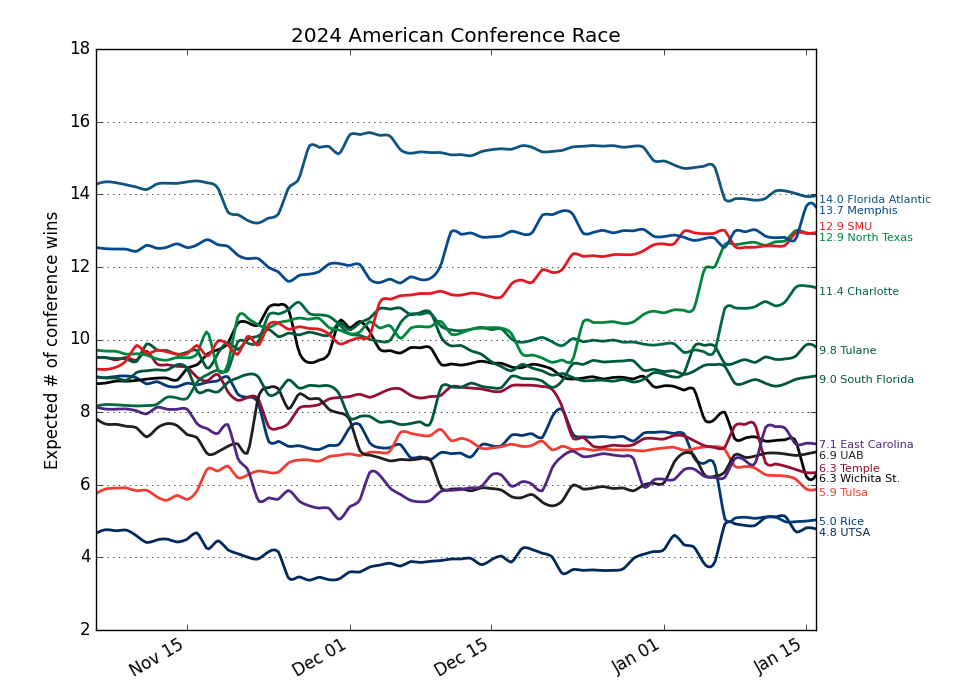 2024 American Conference Race
Expected # of conference wins
18
16
14
12
10
8
6
4
2
Nov 15
Dec 01
Dec 15
Jan 01
Jan 15
14.0 Florida Atlantic
13.7 Memphis
12.9 SMU
12.9 North Texas
11.4 Charlotte
9.8 Tulane
9.0 South Florida
7.1 East Carolina
6.9 UAB
6.3 Temple
6.3 Wichita St.
5.9 Tulsa
5.0 Rice
4.8 UTSA